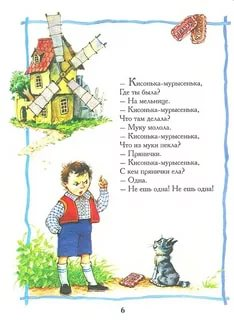 – Кисонька-мурысенька,
Где ты была?
– На мельнице.
– Кисонька-мурысенька,
Что там делала?
– Муку молола.
– Кисонька-мурысенька,
Что из муки пекла?
– Прянички.
– Кисонька-мурысенька,
С кем прянички ела?
– Одна.
– Не ешь одна! Не ешь одна!
6